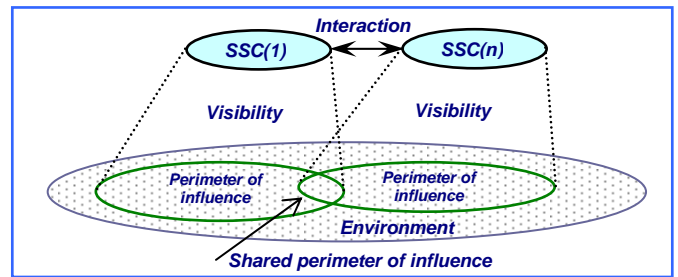 Interaction
SSC(1)
SSC(n)
Visibility
Visibility
Perimeter of
influence
Perimeter of
influence
Environment
Shared perimeter of influence